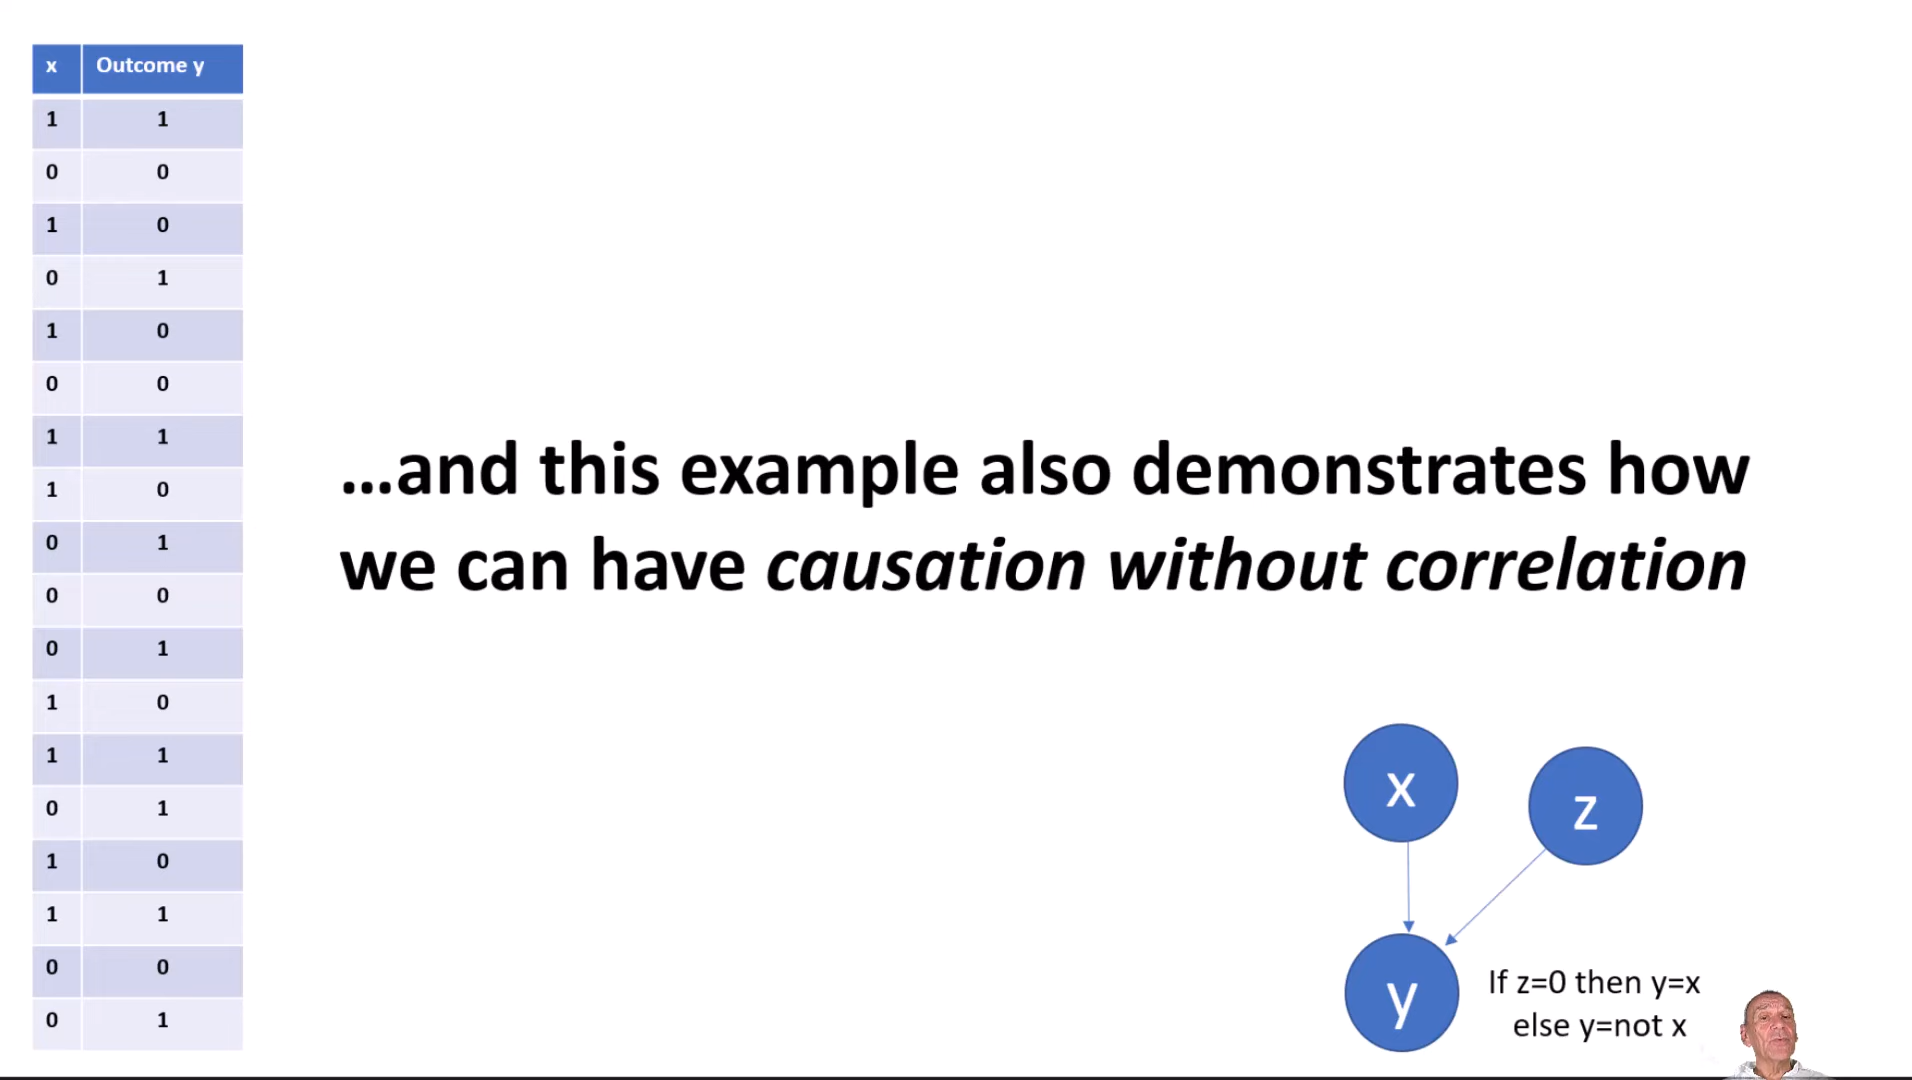 x Outcome y
1 1
0 0
1 0
0 1
1 0
0 0
1 1
1 0
0 1
0 0
0 1
1 0
1 1
0 1
1 0
1 1
0 0
0 1
...and this example also demonstrates how
we can have causation without correlation
x
z
y
If z=0 then y=x
else y=not x